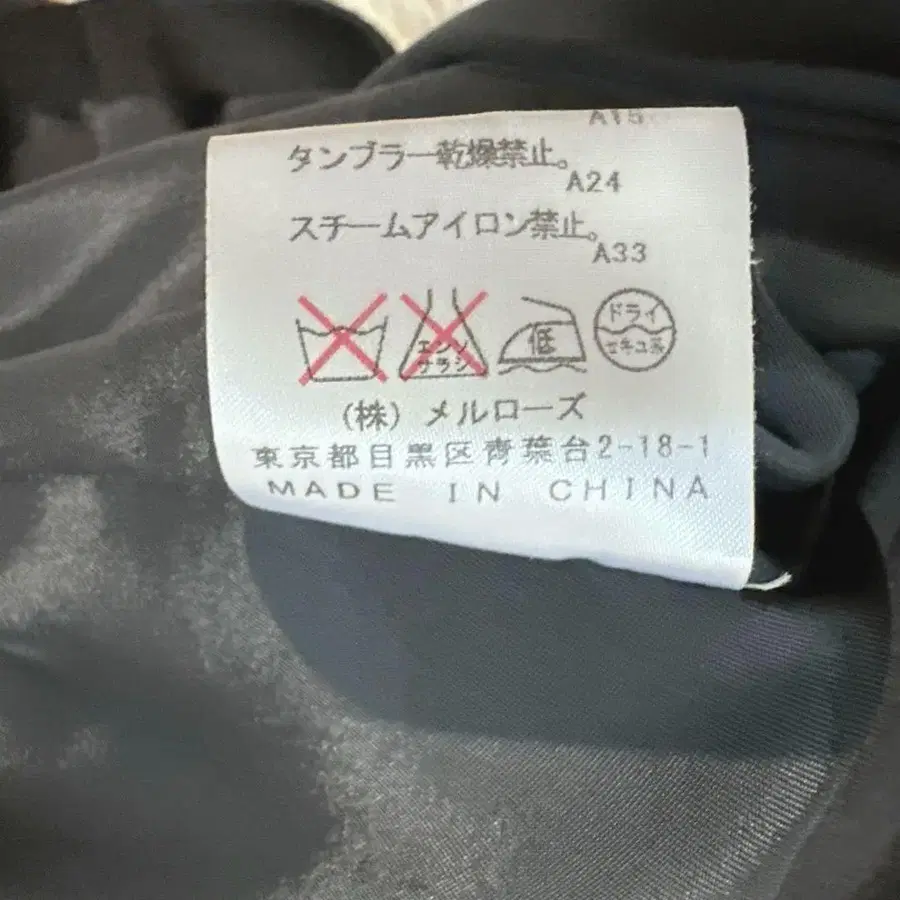 A15
タンブラー乾燥禁止。
A24
スチームアイロン禁止。
A33
エンソ
サラシ
低
ドライ
セキユ系
(株) メルローズ
東京都目黒区青葉台2-18-1
MADE IN CHINA